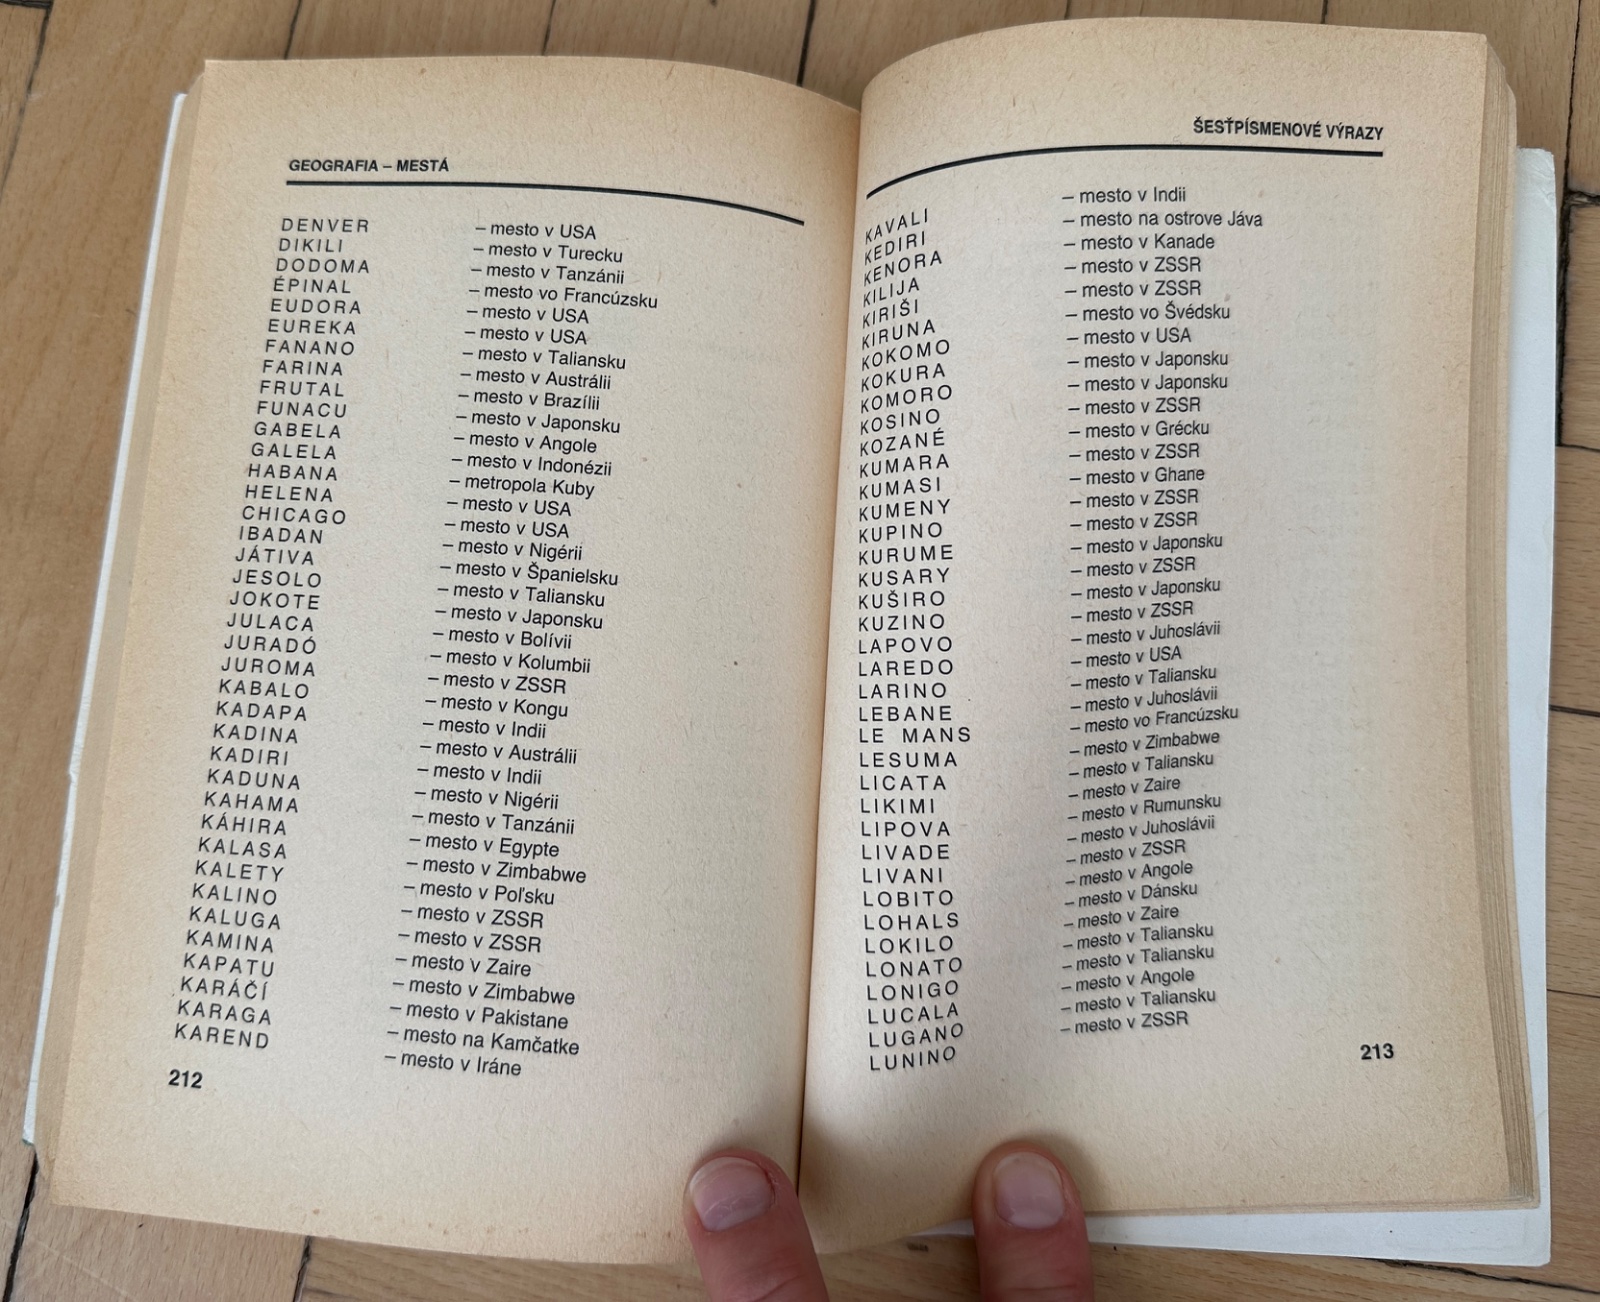 GEOGRAFIA – MESTÁ
DENVER – mesto v USA
DIKILI – mesto v Turecku
DODOMA – mesto v Tanzánii
ÉPINAL – mesto vo Francúzsku
EUDORA – mesto v USA
EUREKA – mesto v USA
FANANO – mesto v Taliansku
FARINA – mesto v Austrálii
FRUTAL – mesto v Brazílii
FUNACU – mesto v Japonsku
GABELA – mesto v Angole
GALELA – mesto v Indonézii
HABANA – metropola Kuby
HELENA – mesto v USA
CHICAGO – mesto v USA
IBADAN – mesto v Nigérii
JÁTIVA – mesto v Španielsku
JESOLO – mesto v Taliansku
JOKOTE – mesto v Japonsku
JULACA – mesto v Bolívii
JURADÓ – mesto v Kolumbii
JUROMA – mesto v ZSSR
KABALO – mesto v Kongu
KADAPA – mesto v Indii
KADINA – mesto v Austrálii
KADIRI – mesto v Indii
KADUNA – mesto v Nigérii
KAHAMA – mesto v Tanzánii
KÁHIRA – mesto v Egypte
KALASA – mesto v Zimbabwe
KALETY – mesto v Poľsku
KALINO – mesto v ZSSR
KALUGA – mesto v ZSSR
KAMINA – mesto v Zaire
KAPATU – mesto v Zimbabwe
KARÁČÍ – mesto v Pakistane
KARAGA – mesto na Kamčatke
KAREND – mesto v Iráne
212
ŠESŤPÍSMENOVÉ VÝRAZY
KAVALI – mesto v Indii
KEDIRI – mesto na ostrove Jáva
KENORA – mesto v Kanade
KILIJA – mesto v ZSSR
KIRIŠI – mesto v ZSSR
KIRUNA – mesto vo Švédsku
KOKOMO – mesto v USA
KOKURA – mesto v Japonsku
KOMORO – mesto v Japonsku
KOSINO – mesto v ZSSR
KOZANÉ – mesto v Grécku
KUMARA – mesto v ZSSR
KUMASI – mesto v Ghane
KUMENY – mesto v ZSSR
KUPINO – mesto v ZSSR
KURUME – mesto v Japonsku
KUSARY – mesto v ZSSR
KUŠIRO – mesto v Japonsku
KUZINO – mesto v ZSSR
LAPOVO – mesto v Juhoslávii
LAREDO – mesto v USA
LARINO – mesto v Taliansku
LEBANE – mesto v Juhoslávii
LE MANS – mesto vo Francúzsku
LESUMA – mesto v Zimbabwe
LICATA – mesto v Taliansku
LIKIMI – mesto v Zaire
LIPOVA – mesto v Rumunsku
LIVADE – mesto v Juhoslávii
LIVANI – mesto v ZSSR
LOBITO – mesto v Angole
LOHALS – mesto v Dánsku
LOKILO – mesto v Zaire
LONATO – mesto v Taliansku
LONIGO – mesto v Taliansku
LUCALA – mesto v Angole
LUGANO – mesto v Taliansku
LUNINO – mesto v ZSSR
213